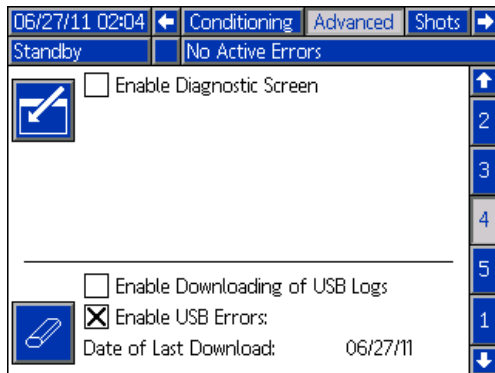 06/27/11 02:04 Conditioning Advanced Shots
Standby No Active Errors
Enable Diagnostic Screen
2
3
4
5
1
Enable Downloading of USB Logs
Enable USB Errors:
Date of Last Download: 06/27/11